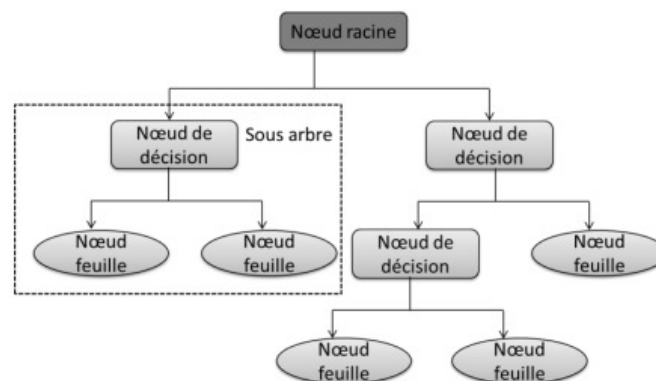 Nœud racine
Nœud de
décision
Sous arbre
Nœud de
décision
Nœud
feuille
Nœud
feuille
Nœud de
décision
Nœud
feuille
Nœud
feuille
Nœud
feuille